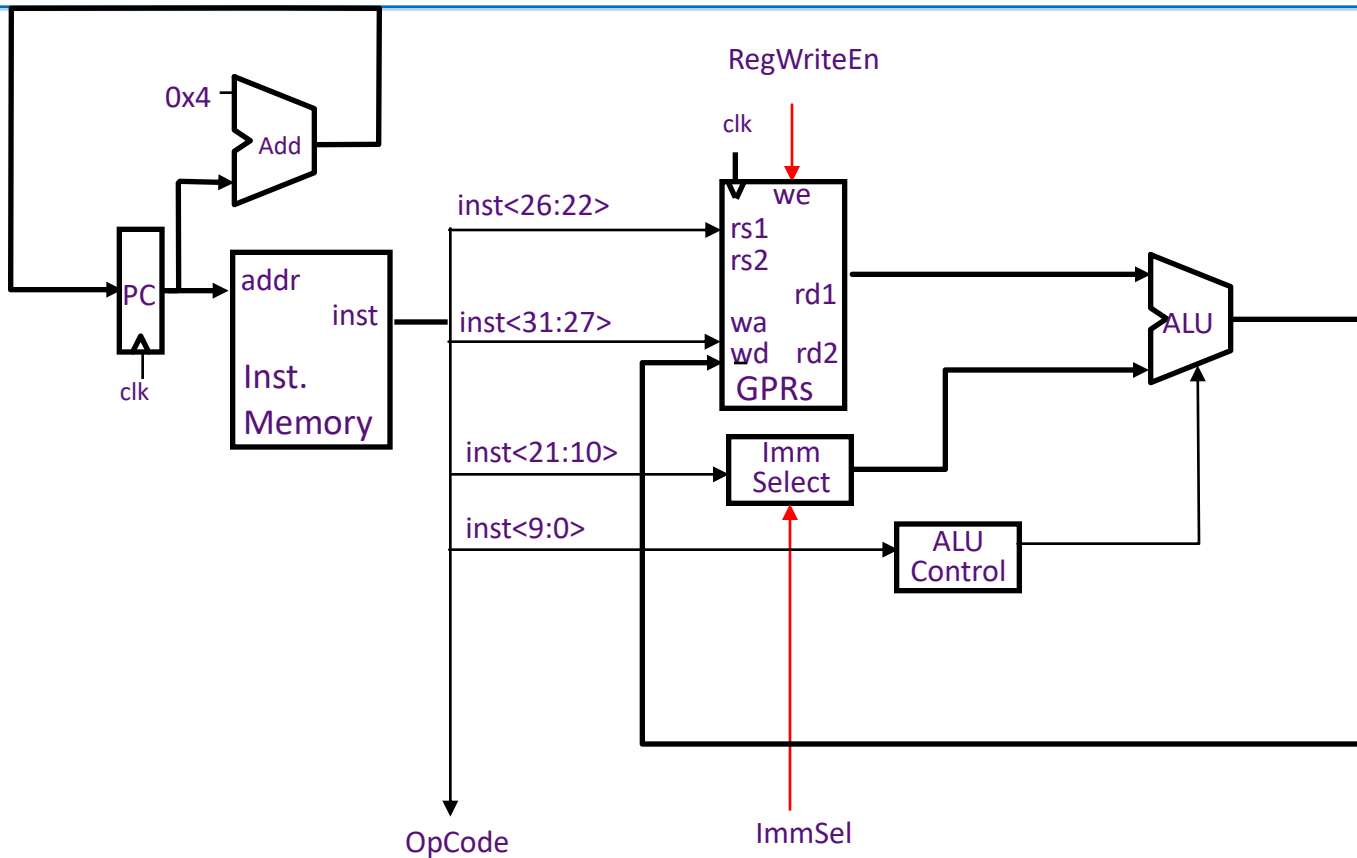 RegWriteEn
0x4
Add
clk
we
inst<26:22>
rs1
rs2
PC
addr
inst
rd1
inst<31:27>
wa
wd rd2
ALU
clk
Inst.
Memory
GPRs
inst<21:10>
Imm
Select
inst<9:0>
ALU
Control
OpCode
ImmSel